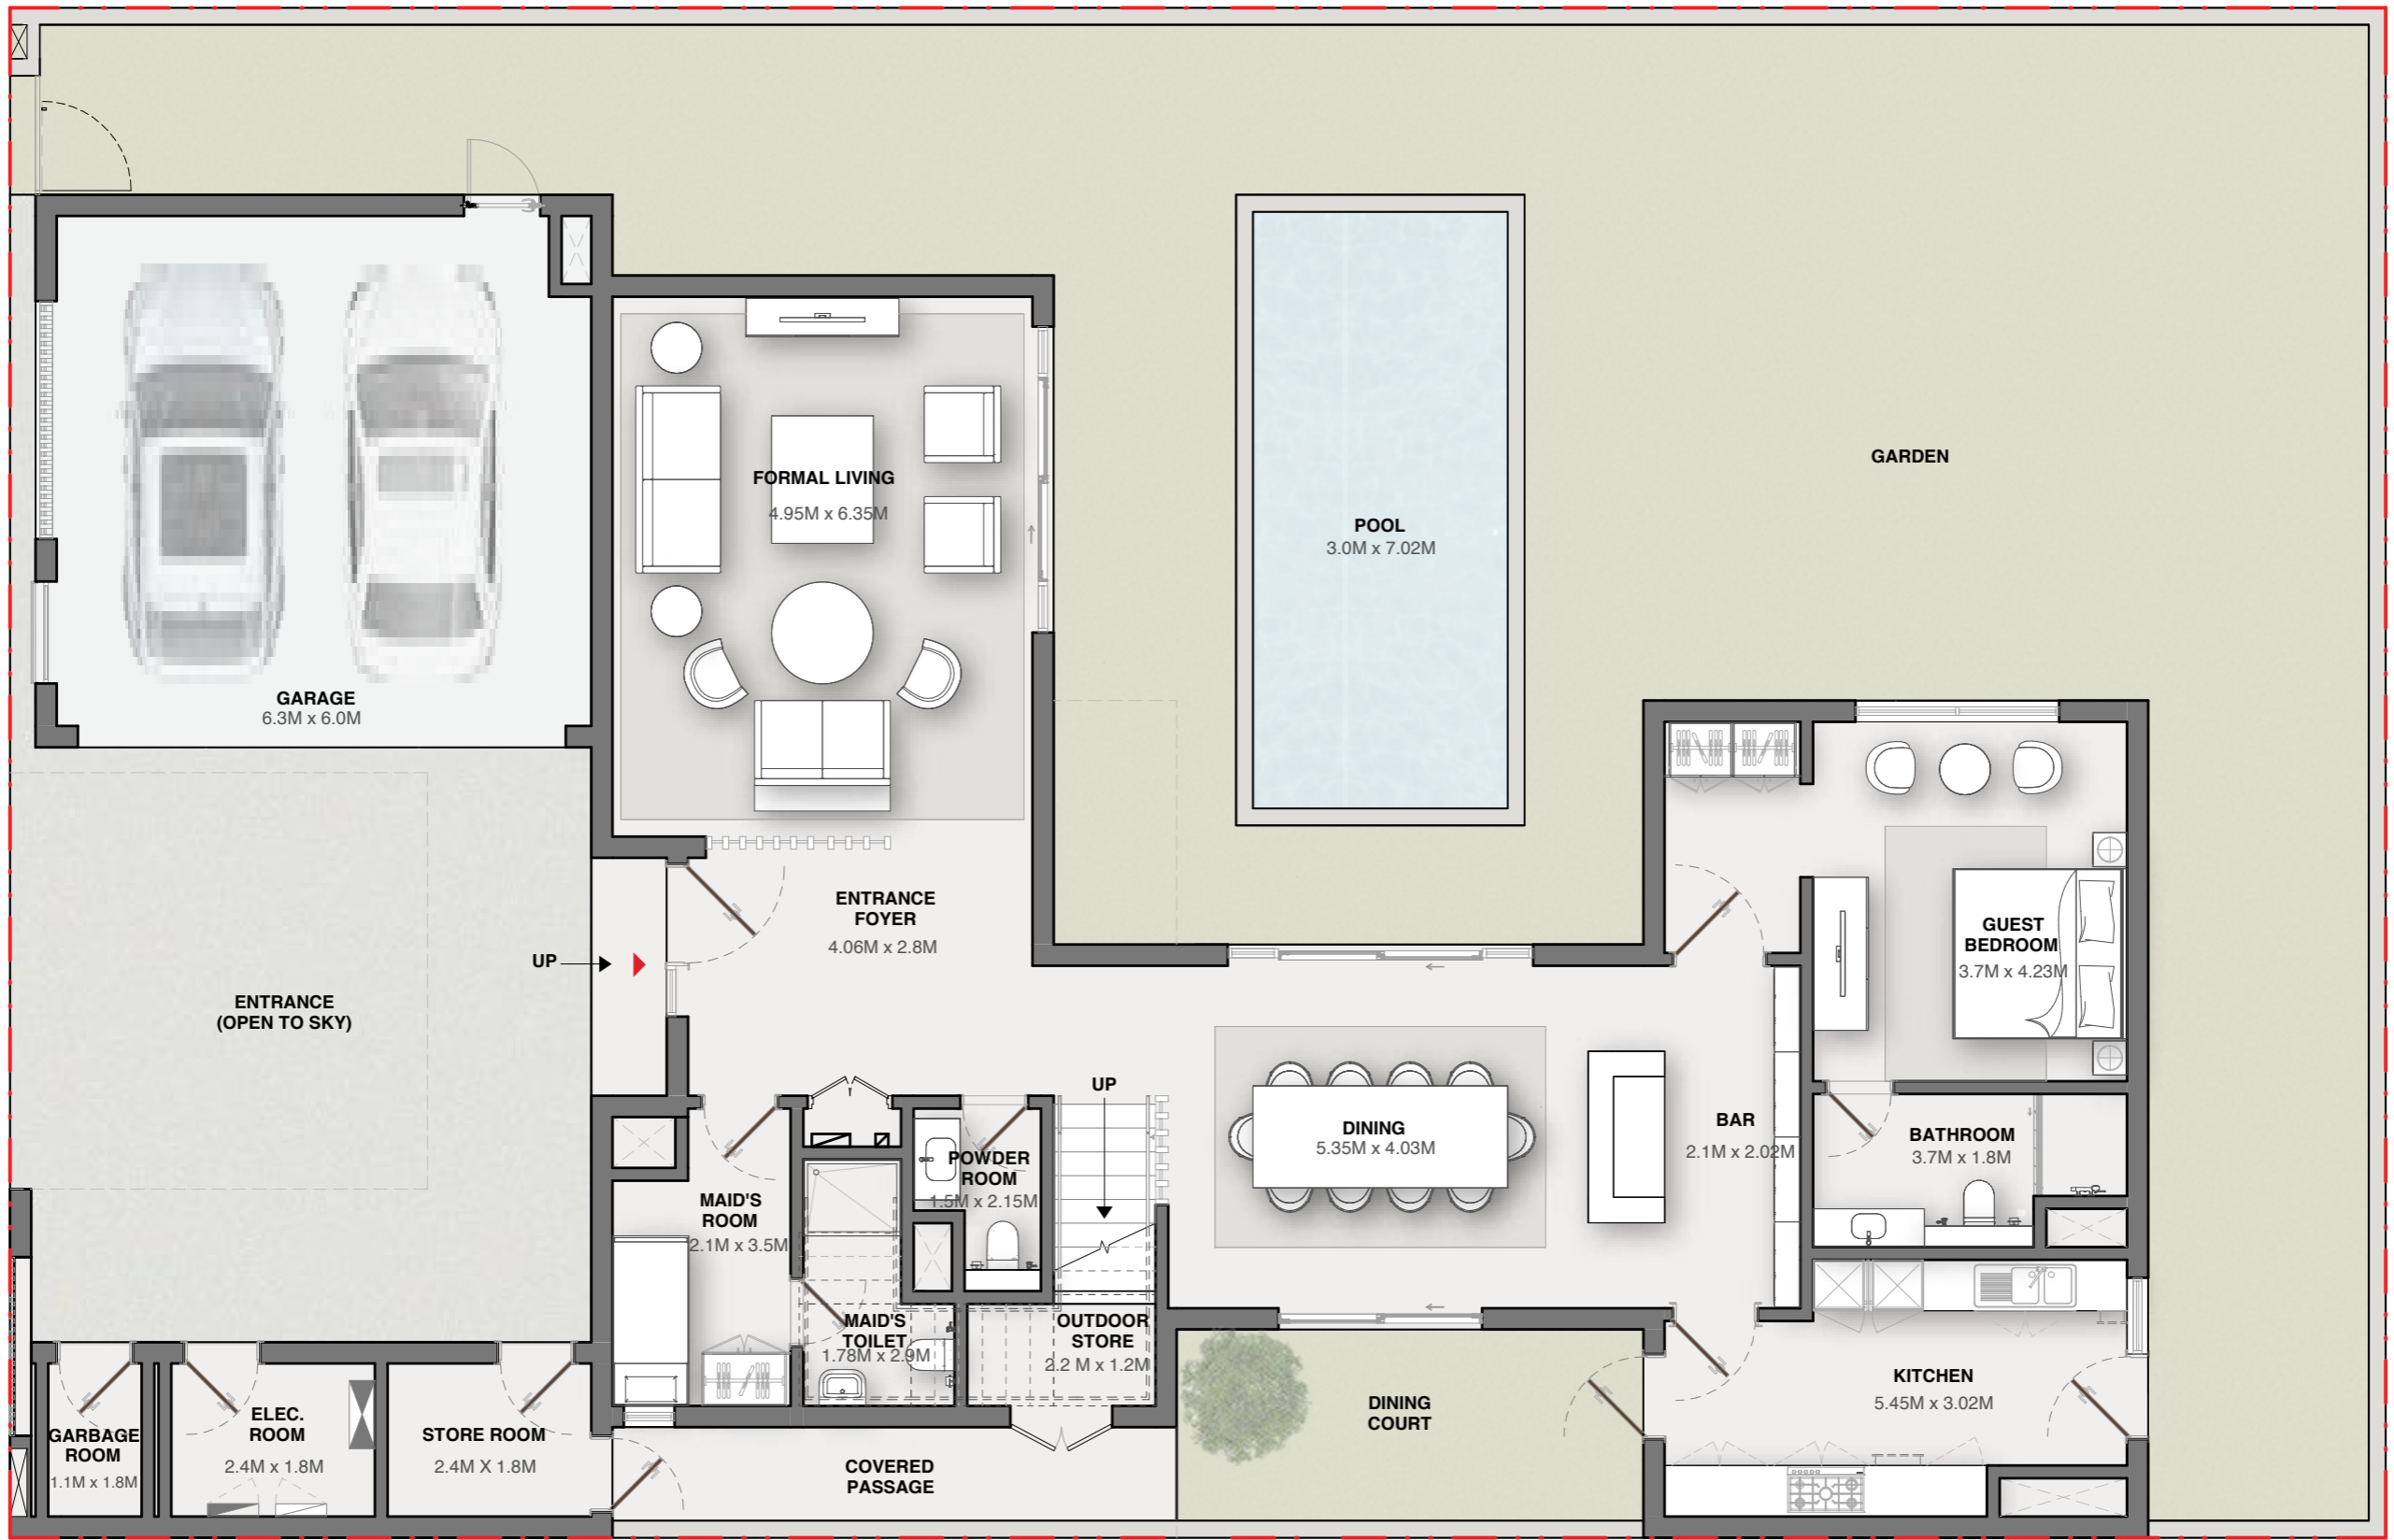 GARDEN
FORMAL LIVING
4.95M x 6.35M
POOL
3.0M x 7.02M
GARAGE
6.3M x 6.0M
ENTRANCE
FOYER
4.06M x 2.8M
UP
GUEST
BEDROOM
3.7M x 4.23M
ENTRANCE
(OPEN TO SKY)
UP
DINING
5.35M x 4.03M
BAR
2.1M x 2.02M
BATHROOM
3.7M x 1.8M
POWDER
ROOM
1.5M x 2.15M
MAID'S
ROOM
2.1M x 3.5M
MAID'S
TOILET
1.78M x 2.9M
OUTDOOR
STORE
2.2 M x 1.2M
KITCHEN
5.45M x 3.02M
DINING
COURT
GARBAGE
ROOM
1.1M x 1.8M
ELEC.
ROOM
2.4M x 1.8M
STORE ROOM
2.4M X 1.8M
COVERED
PASSAGE